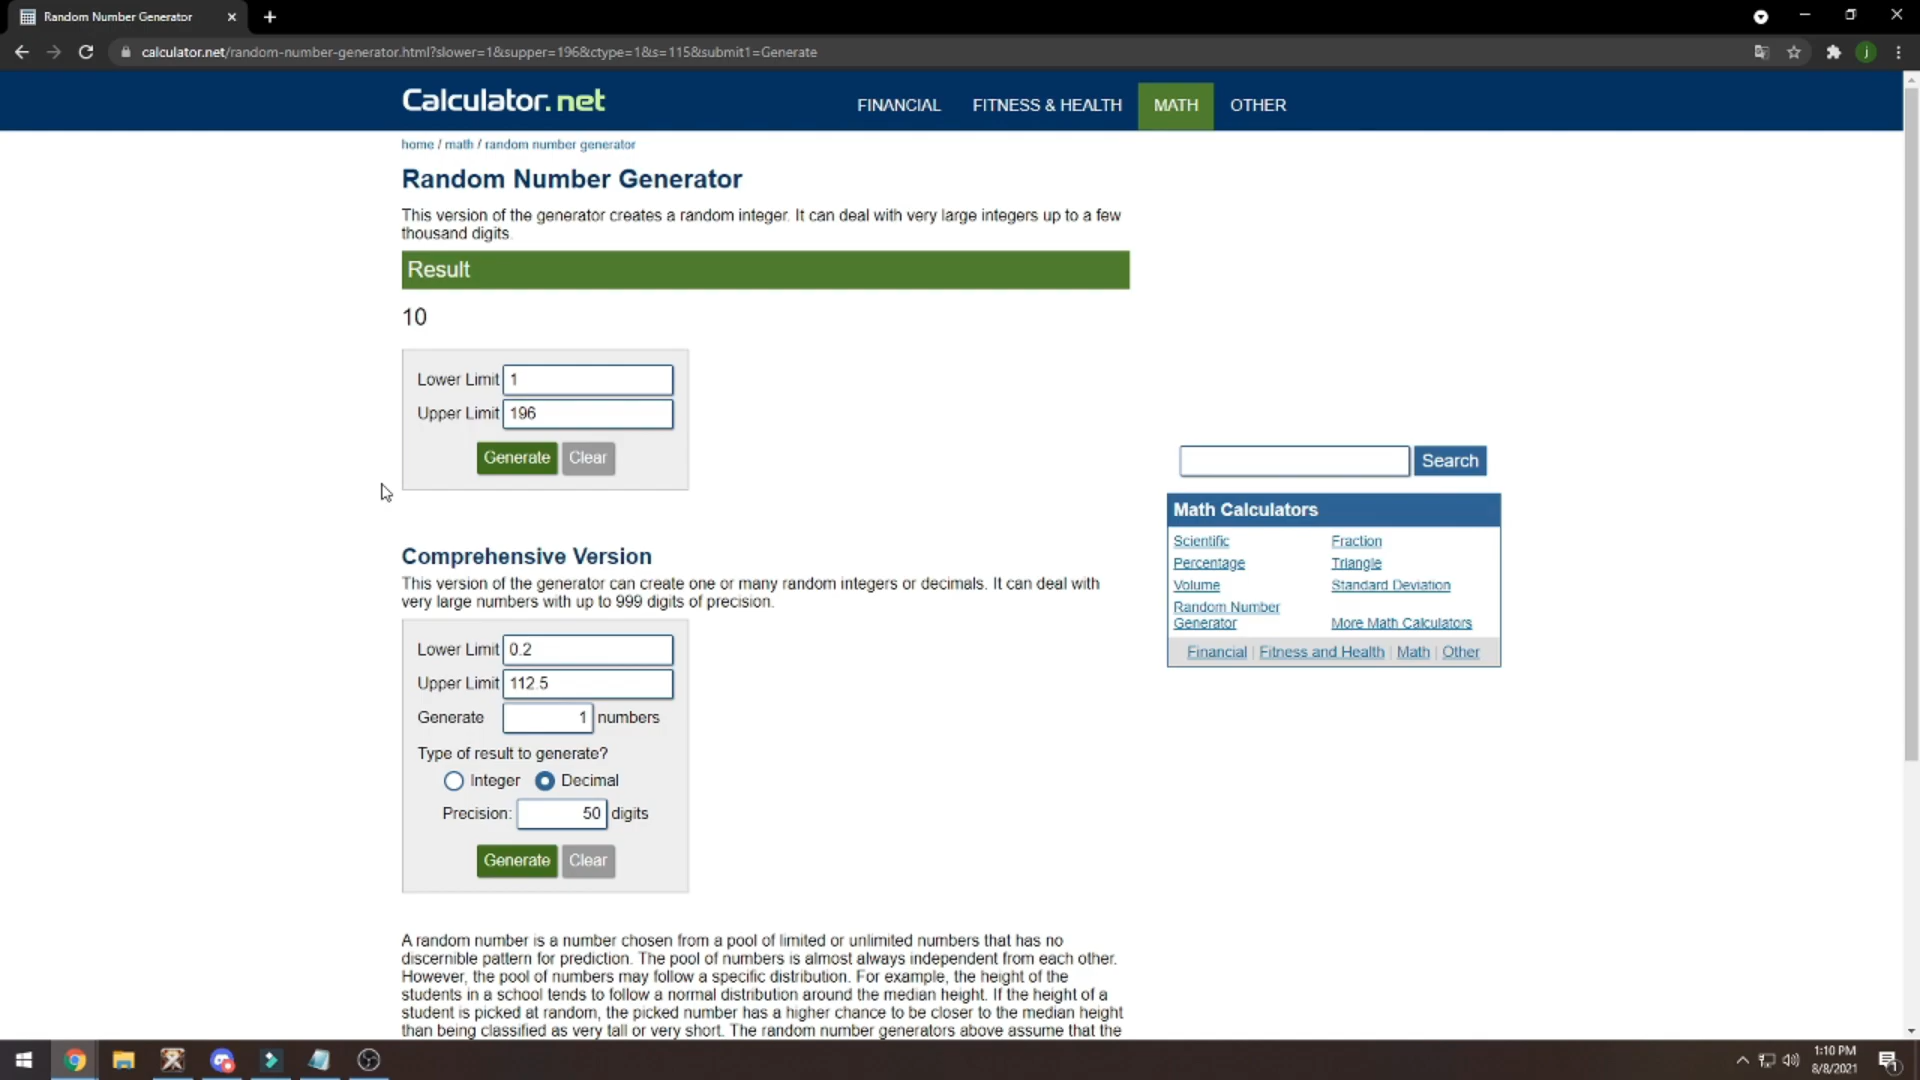 Random Number Generator
calculator.net/random-number-generator.html?slower=1&supper=196&ctype=1&s=115&submit1=Generate
j
Calculator.net
FINANCIAL FITNESS & HEALTH MATH OTHER
home / math / random number generator
Random Number Generator
This version of the generator creates a random integer. It can deal with very large integers up to a few
thousand digits.
Result
10
Lower Limit 1
Upper Limit 196
Generate Clear
Search
Math Calculators
Scientific Fraction
Percentage Triangle
Volume Standard Deviation
Random Number
Generator More Math Calculators
Financial | Fitness and Health | Math | Other
Comprehensive Version
This version of the generator can create one or many random integers or decimals. It can deal with
very large numbers with up to 999 digits of precision.
Lower Limit 0.2
Upper Limit 112.5
Generate 1 numbers
Type of result to generate?
Integer Decimal
Precision: 50 digits
Generate Clear
A random number is a number chosen from a pool of limited or unlimited numbers that has no
discernible pattern for prediction. The pool of numbers is almost always independent from each other.
However, the pool of numbers may follow a specific distribution. For example, the height of the
students in a school tends to follow a normal distribution around the median height. If the height of a
student is picked at random, the picked number has a higher chance to be closer to the median height
than being classified as very tall or very short. The random number generators above assume that the
1:10 PM
8/8/2021
1